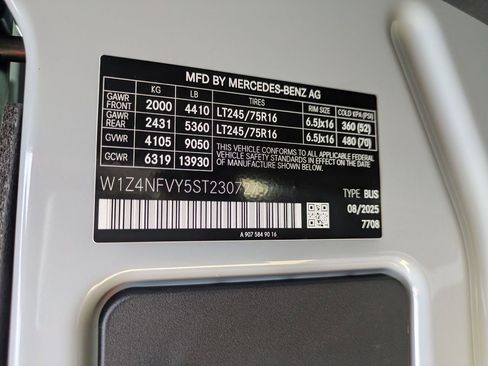 MFD BY MERCEDES-BENZ AG
KG LB TIRES RIM SIZE COLD KPA (PSI)
GAWR FRONT 2000 4410 LT245/75R16 6.5Jx16 360 (52)
GAWR REAR 2431 5360 LT245/75R16 6.5Jx16 480 (70)
GVWR 4105 9050 THIS VEHICLE CONFORMS TO ALL APPLICABLE
GCWR 6319 13930 FEDERAL MOTOR VEHICLE SAFETY STANDARDS IN EFFECT ON THE DATE OF MANUFACTURE SHOWN ABOVE.
TYPE BUS
08/2025
7708
A 907 584 90 16